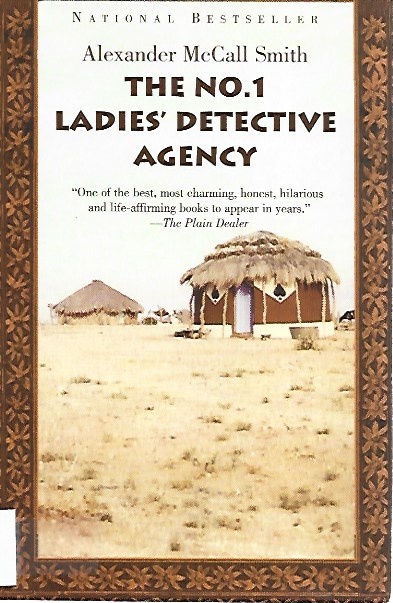 NATIONAL BESTSELLER
Alexander McCall Smith
THE NO.1
LADIES' DETECTIVE
AGENCY
“One of the best, most charming, honest, hilarious
and life-affirming books to appear in years.”
—The Plain Dealer